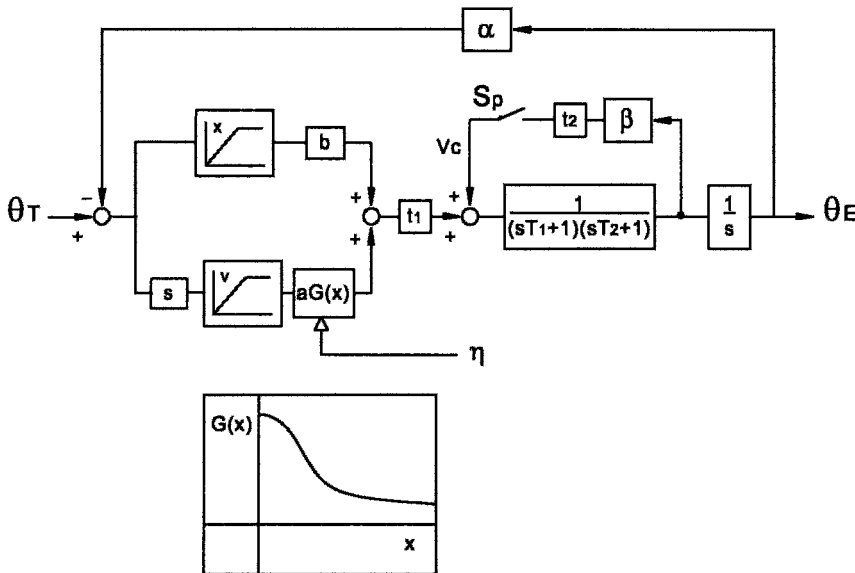 α
Sp
t2
β
x
b
Vc
θT
−
+
+
+
t1
+
+
1
(sT1+1)(sT2+1)
1
s
θE
s
v
aG(x)
η
G(x)
x